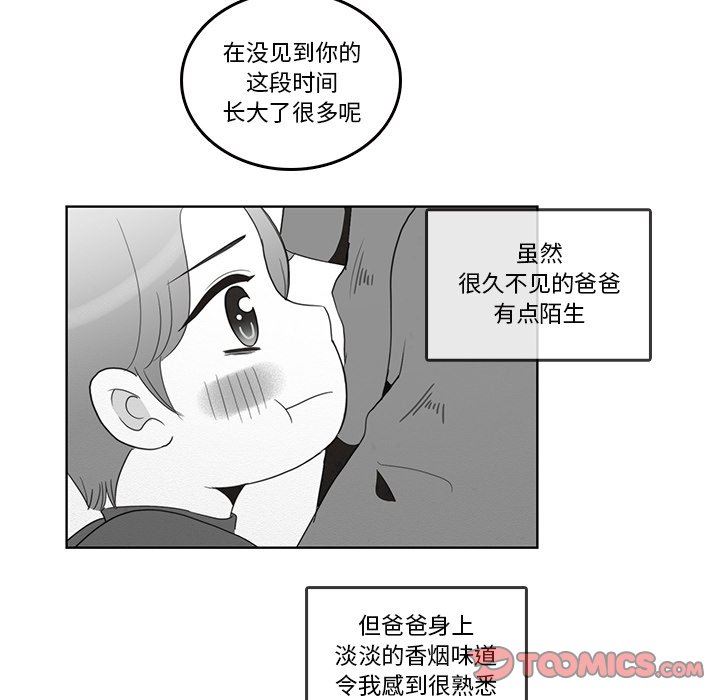 在没见到你的
这段时间
长大了很多呢
虽然
很久不见的爸爸
有点陌生
但爸爸身上
淡淡的香烟味道
令我感到很熟悉
TOOMICS.COM